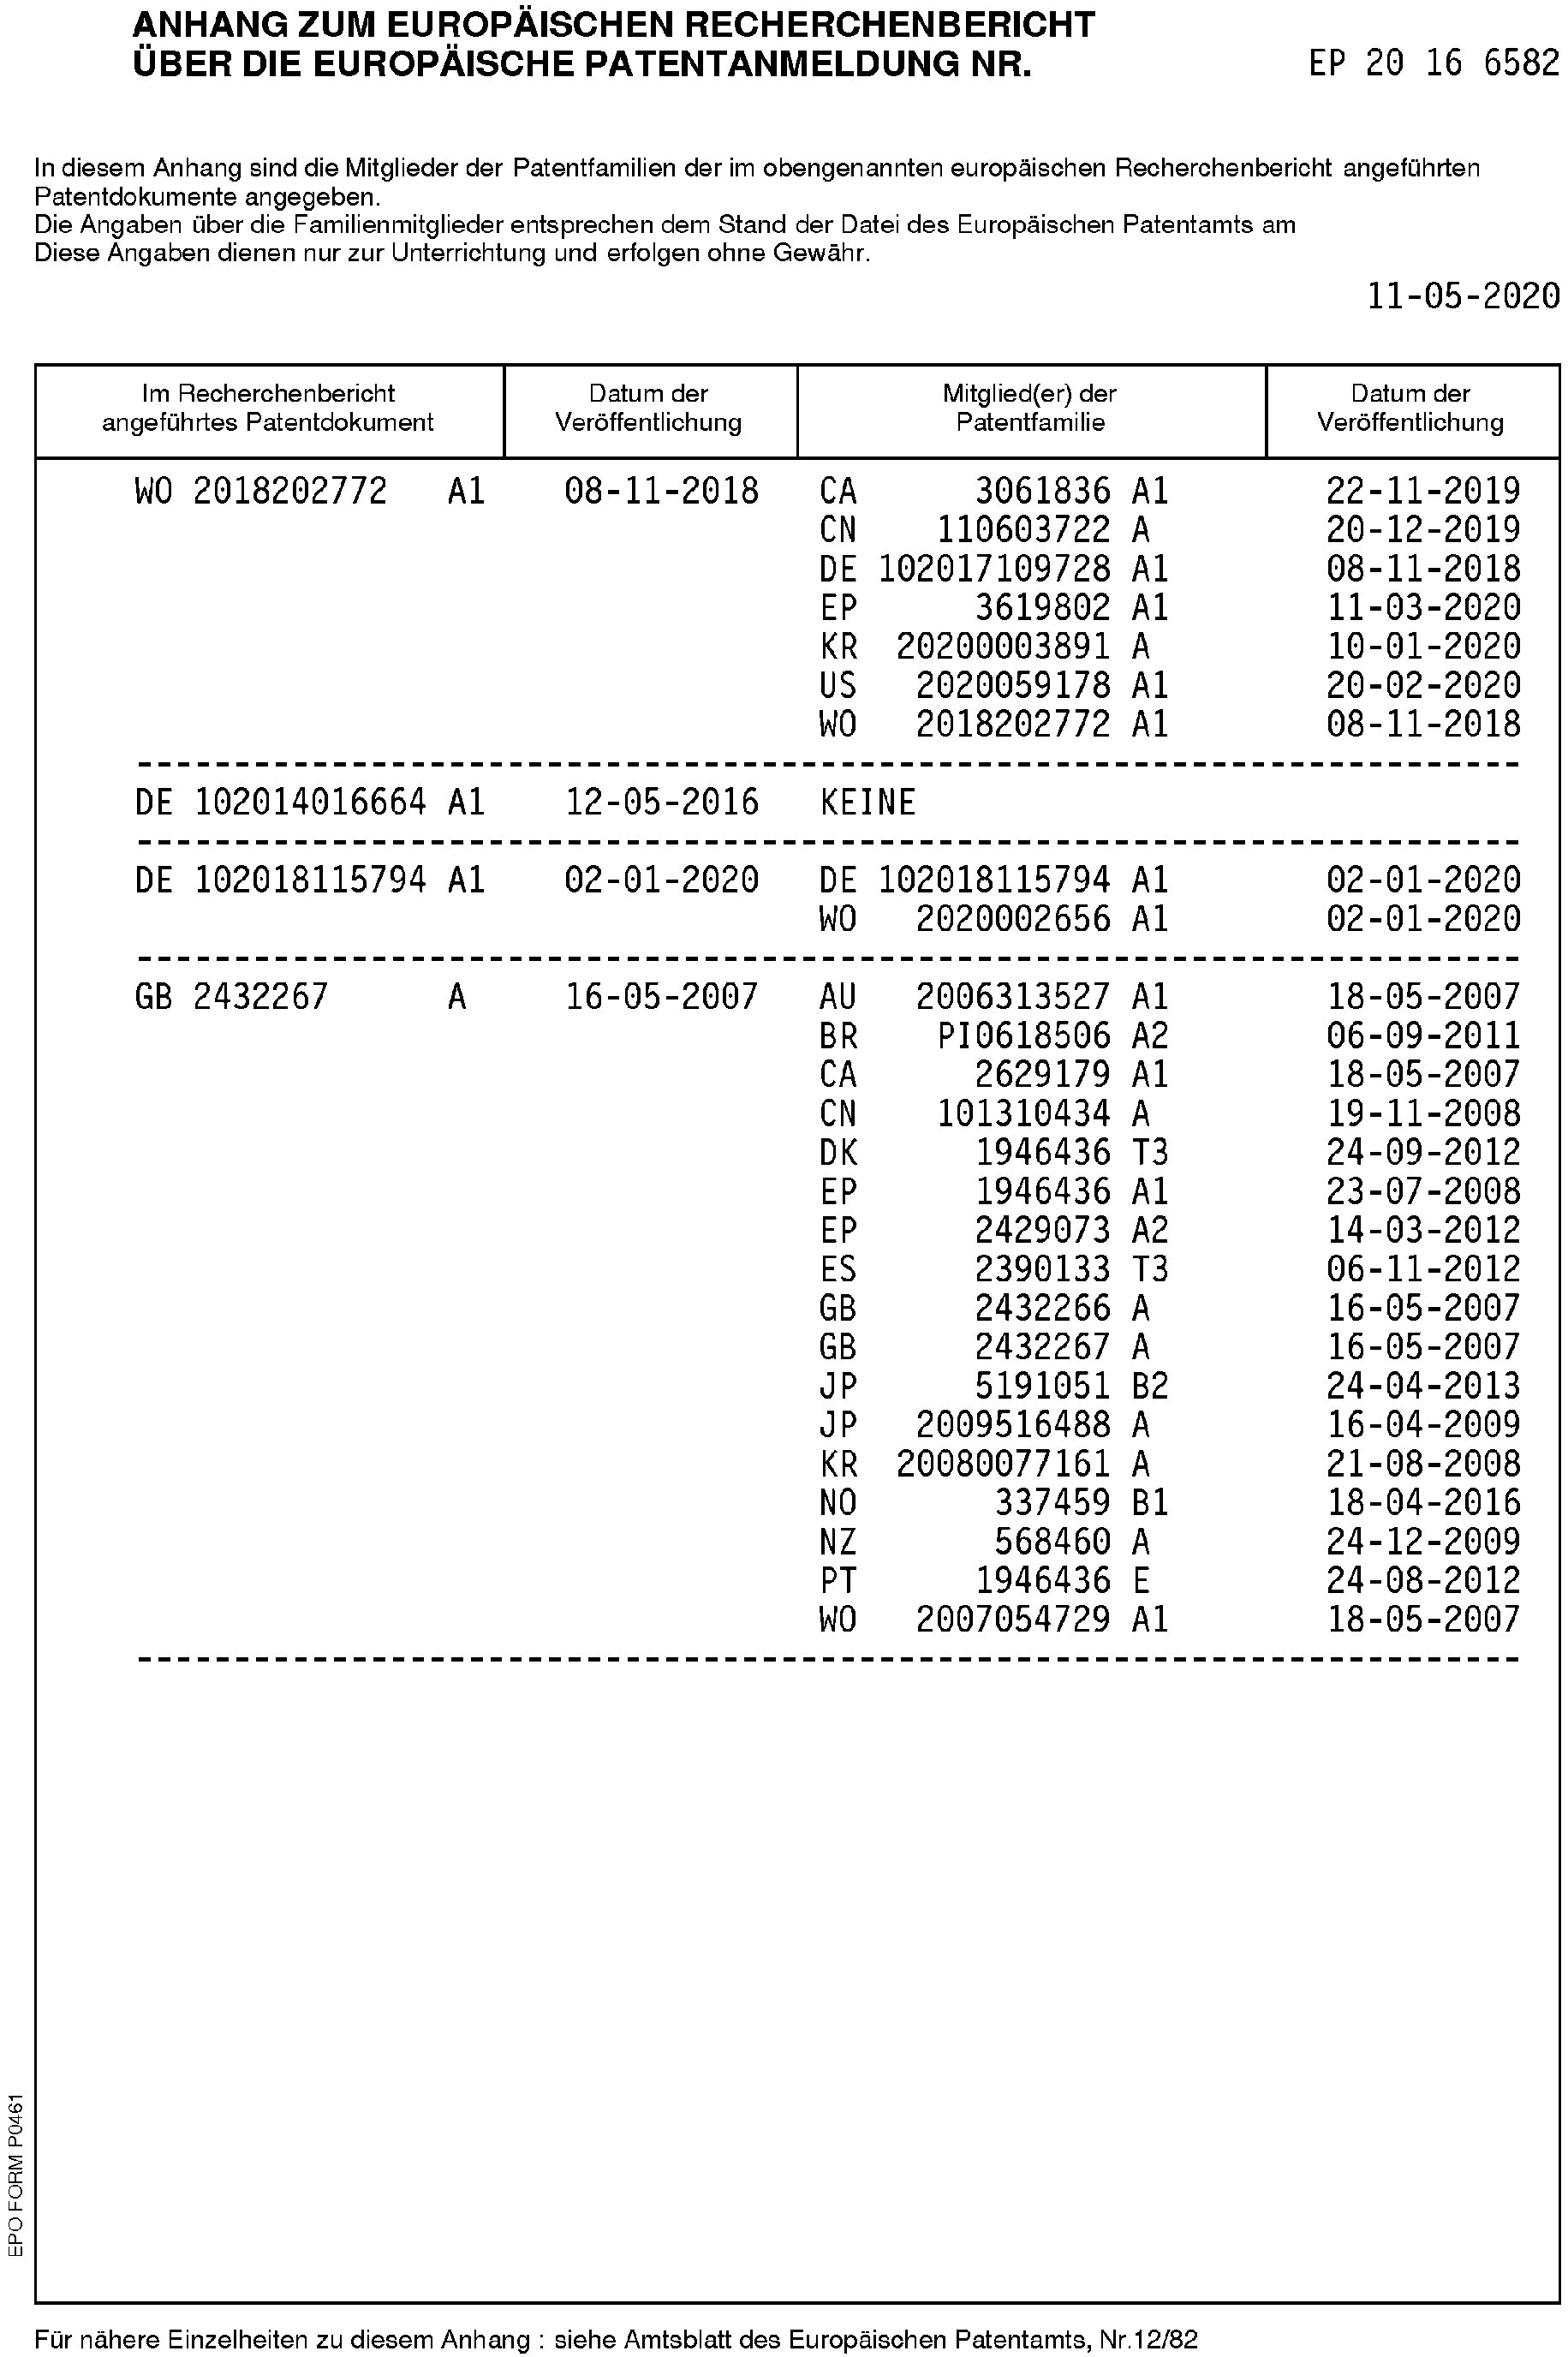 ANHANG ZUM EUROPÄISCHEN RECHERCHENBERICHT
ÜBER DIE EUROPÄISCHE PATENTANMELDUNG NR. EP 20 16 6582
In diesem Anhang sind die Mitglieder der Patentfamilien der im obengenannten europäischen Recherchenbericht angeführten
Patentdokumente angegeben.
Die Angaben über die Familienmitglieder entsprechen dem Stand der Datei des Europäischen Patentamts am
Diese Angaben dienen nur zur Unterrichtung und erfolgen ohne Gewähr.
11-05-2020
Im Recherchenbericht angeführtes Patentdokument Datum der Veröffentlichung Mitglied(er) der Patentfamilie Datum der Veröffentlichung
WO 2018202772 A1 08-11-2018 CA 3061836 A1 22-11-2019
CN 110603722 A 20-12-2019
DE 102017109728 A1 08-11-2018
EP 3619802 A1 11-03-2020
KR 20200003891 A 10-01-2020
US 2020059178 A1 20-02-2020
WO 2018202772 A1 08-11-2018
DE 102014016664 A1 12-05-2016 KEINE
DE 102018115794 A1 02-01-2020 DE 102018115794 A1 02-01-2020
WO 2020002656 A1 02-01-2020
GB 2432267 A 16-05-2007 AU 2006313527 A1 18-05-2007
BR PI0618506 A2 06-09-2011
CA 2629179 A1 18-05-2007
CN 101310434 A 19-11-2008
DK 1946436 T3 24-09-2012
EP 1946436 A1 23-07-2008
EP 2429073 A2 14-03-2012
ES 2390133 T3 06-11-2012
GB 2432266 A 16-05-2007
GB 2432267 A 16-05-2007
JP 5191051 B2 24-04-2013
JP 2009516488 A 16-04-2009
KR 20080077161 A 21-08-2008
NO 337459 B1 18-04-2016
NZ 568460 A 24-12-2009
PT 1946436 E 24-08-2012
WO 2007054729 A1 18-05-2007
EPO FORM P0461
Für nähere Einzelheiten zu diesem Anhang : siehe Amtsblatt des Europäischen Patentamts, Nr.12/82